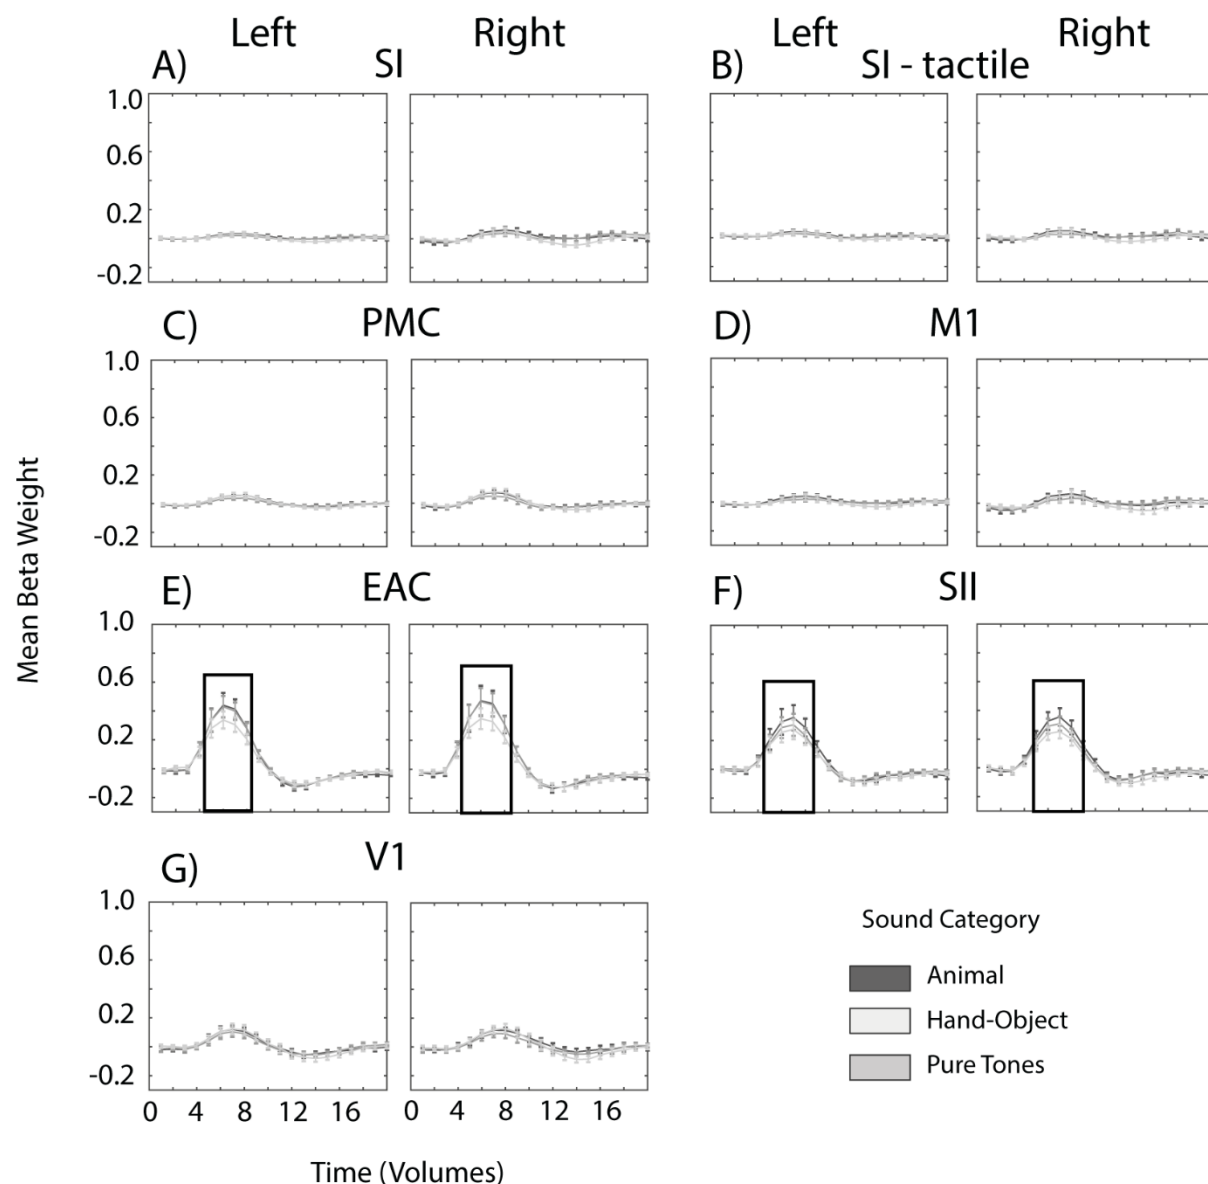 Left Right Left Right
A) SI B) SI - tactile
1.0
0.6
0.2
-0.2
C) PMC D) M1
1.0
0.6
0.2
-0.2
Mean Beta Weight
E) EAC F) SII
1.0
0.6
0.2
-0.2
G) V1
1.0
0.6
0.2
-0.2
0 4 8 12 16 0 4 8 12 16
Time (Volumes)
Sound Category
Animal
Hand-Object
Pure Tones